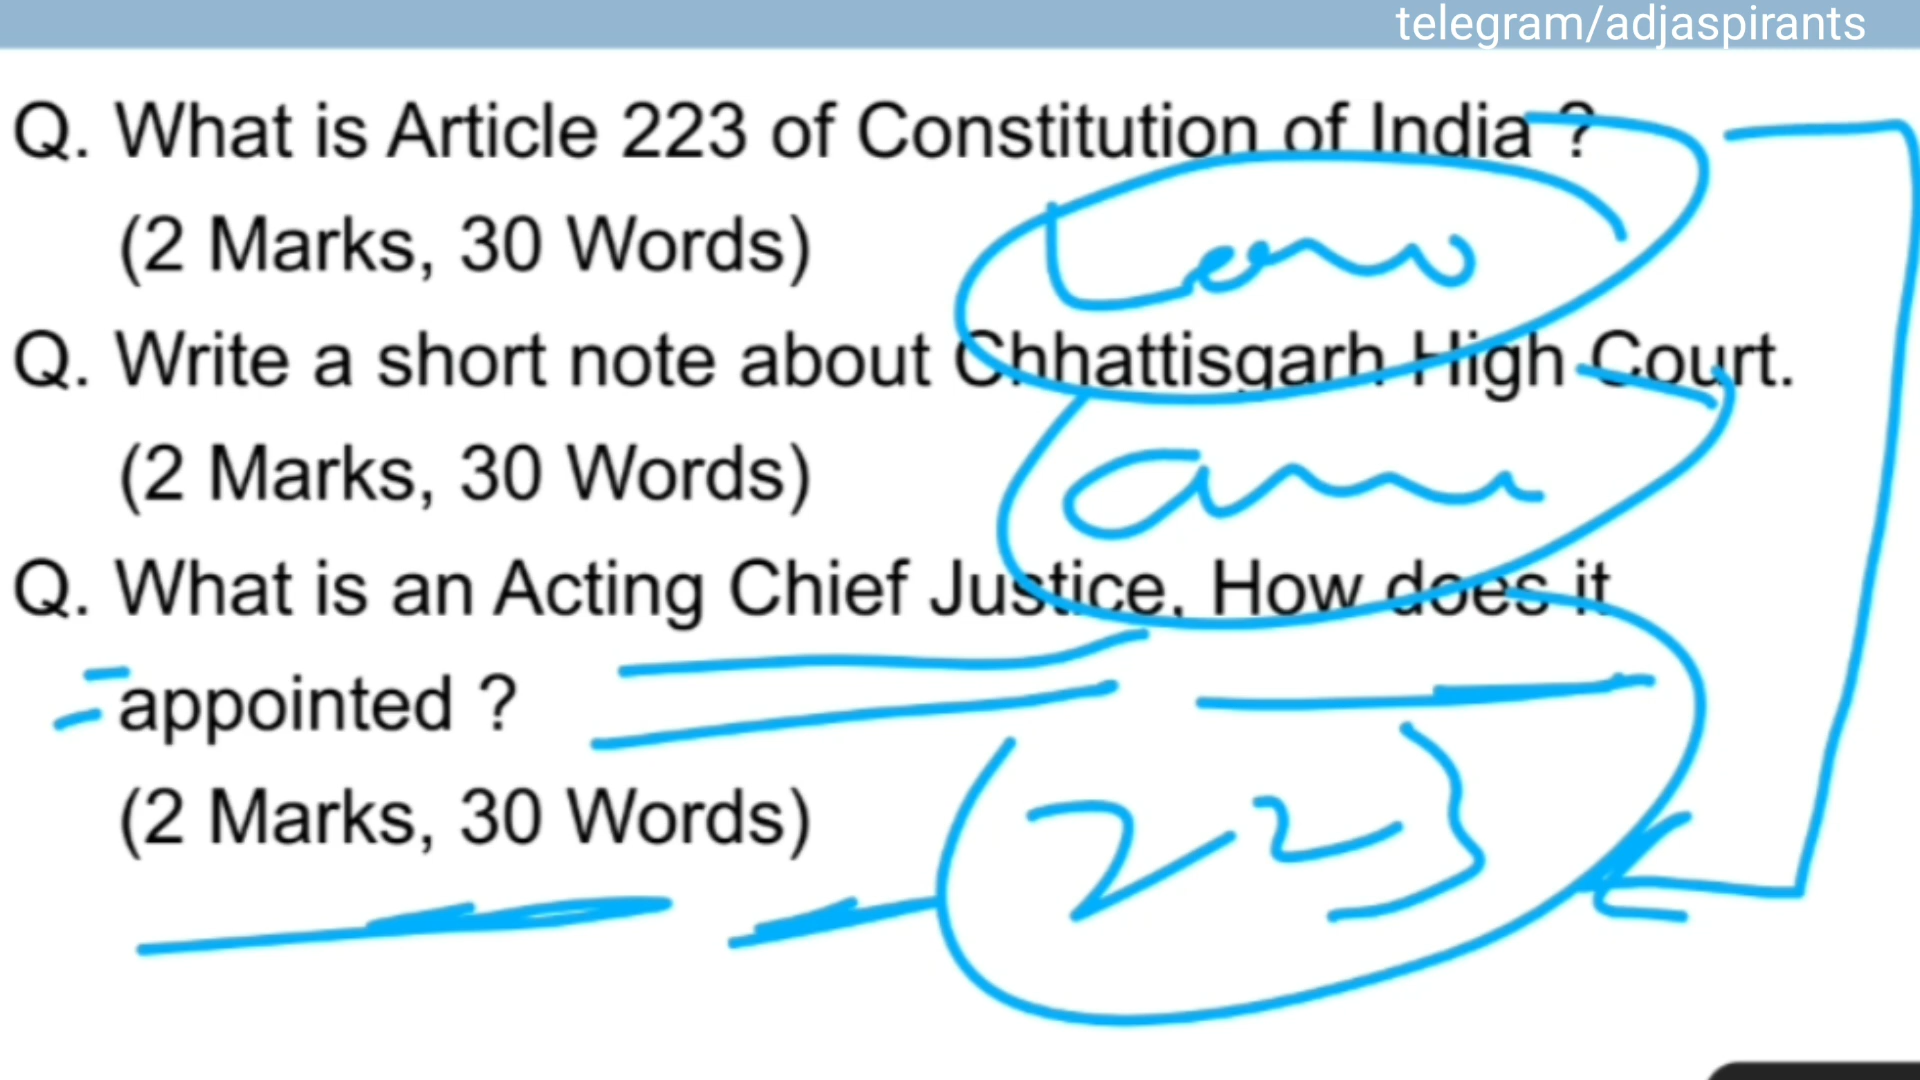 telegram/adjaspirants
Q. What is Article 223 of Constitution of India ?
(2 Marks, 30 Words)
Q. Write a short note about Chhattisgarh High Court.
(2 Marks, 30 Words)
Q. What is an Acting Chief Justice, How does it
appointed ?
(2 Marks, 30 Words)
223